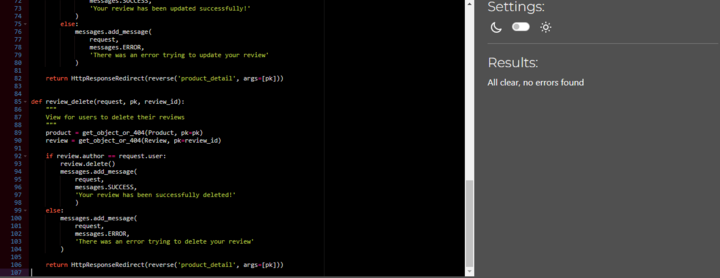 72 messages.SUCCESS,
73 'Your review has been updated successfully!'
74 )
75 else:
76 messages.add_message(
77 request,
78 messages.ERROR,
79 'There was an error trying to update your review'
80 )
81
82 return HttpResponseRedirect(reverse('product_detail', args=[pk]))
83
84
85 def review_delete(request, pk, review_id):
86 """
87 View for users to delete their reviews
88 """
89 product = get_object_or_404(Product, pk=pk)
90 review = get_object_or_404(Review, pk=review_id)
91
92 if review.author == request.user:
93 review.delete()
94 messages.add_message(
95 request,
96 messages.SUCCESS,
97 'Your review has been successfully deleted!'
98 )
99 else:
100 messages.add_message(
101 request,
102 messages.ERROR,
103 'There was an error trying to delete your review'
104 )
105
106 return HttpResponseRedirect(reverse('product_detail', args=[pk]))
107
Settings:
Results:
All clear, no errors found